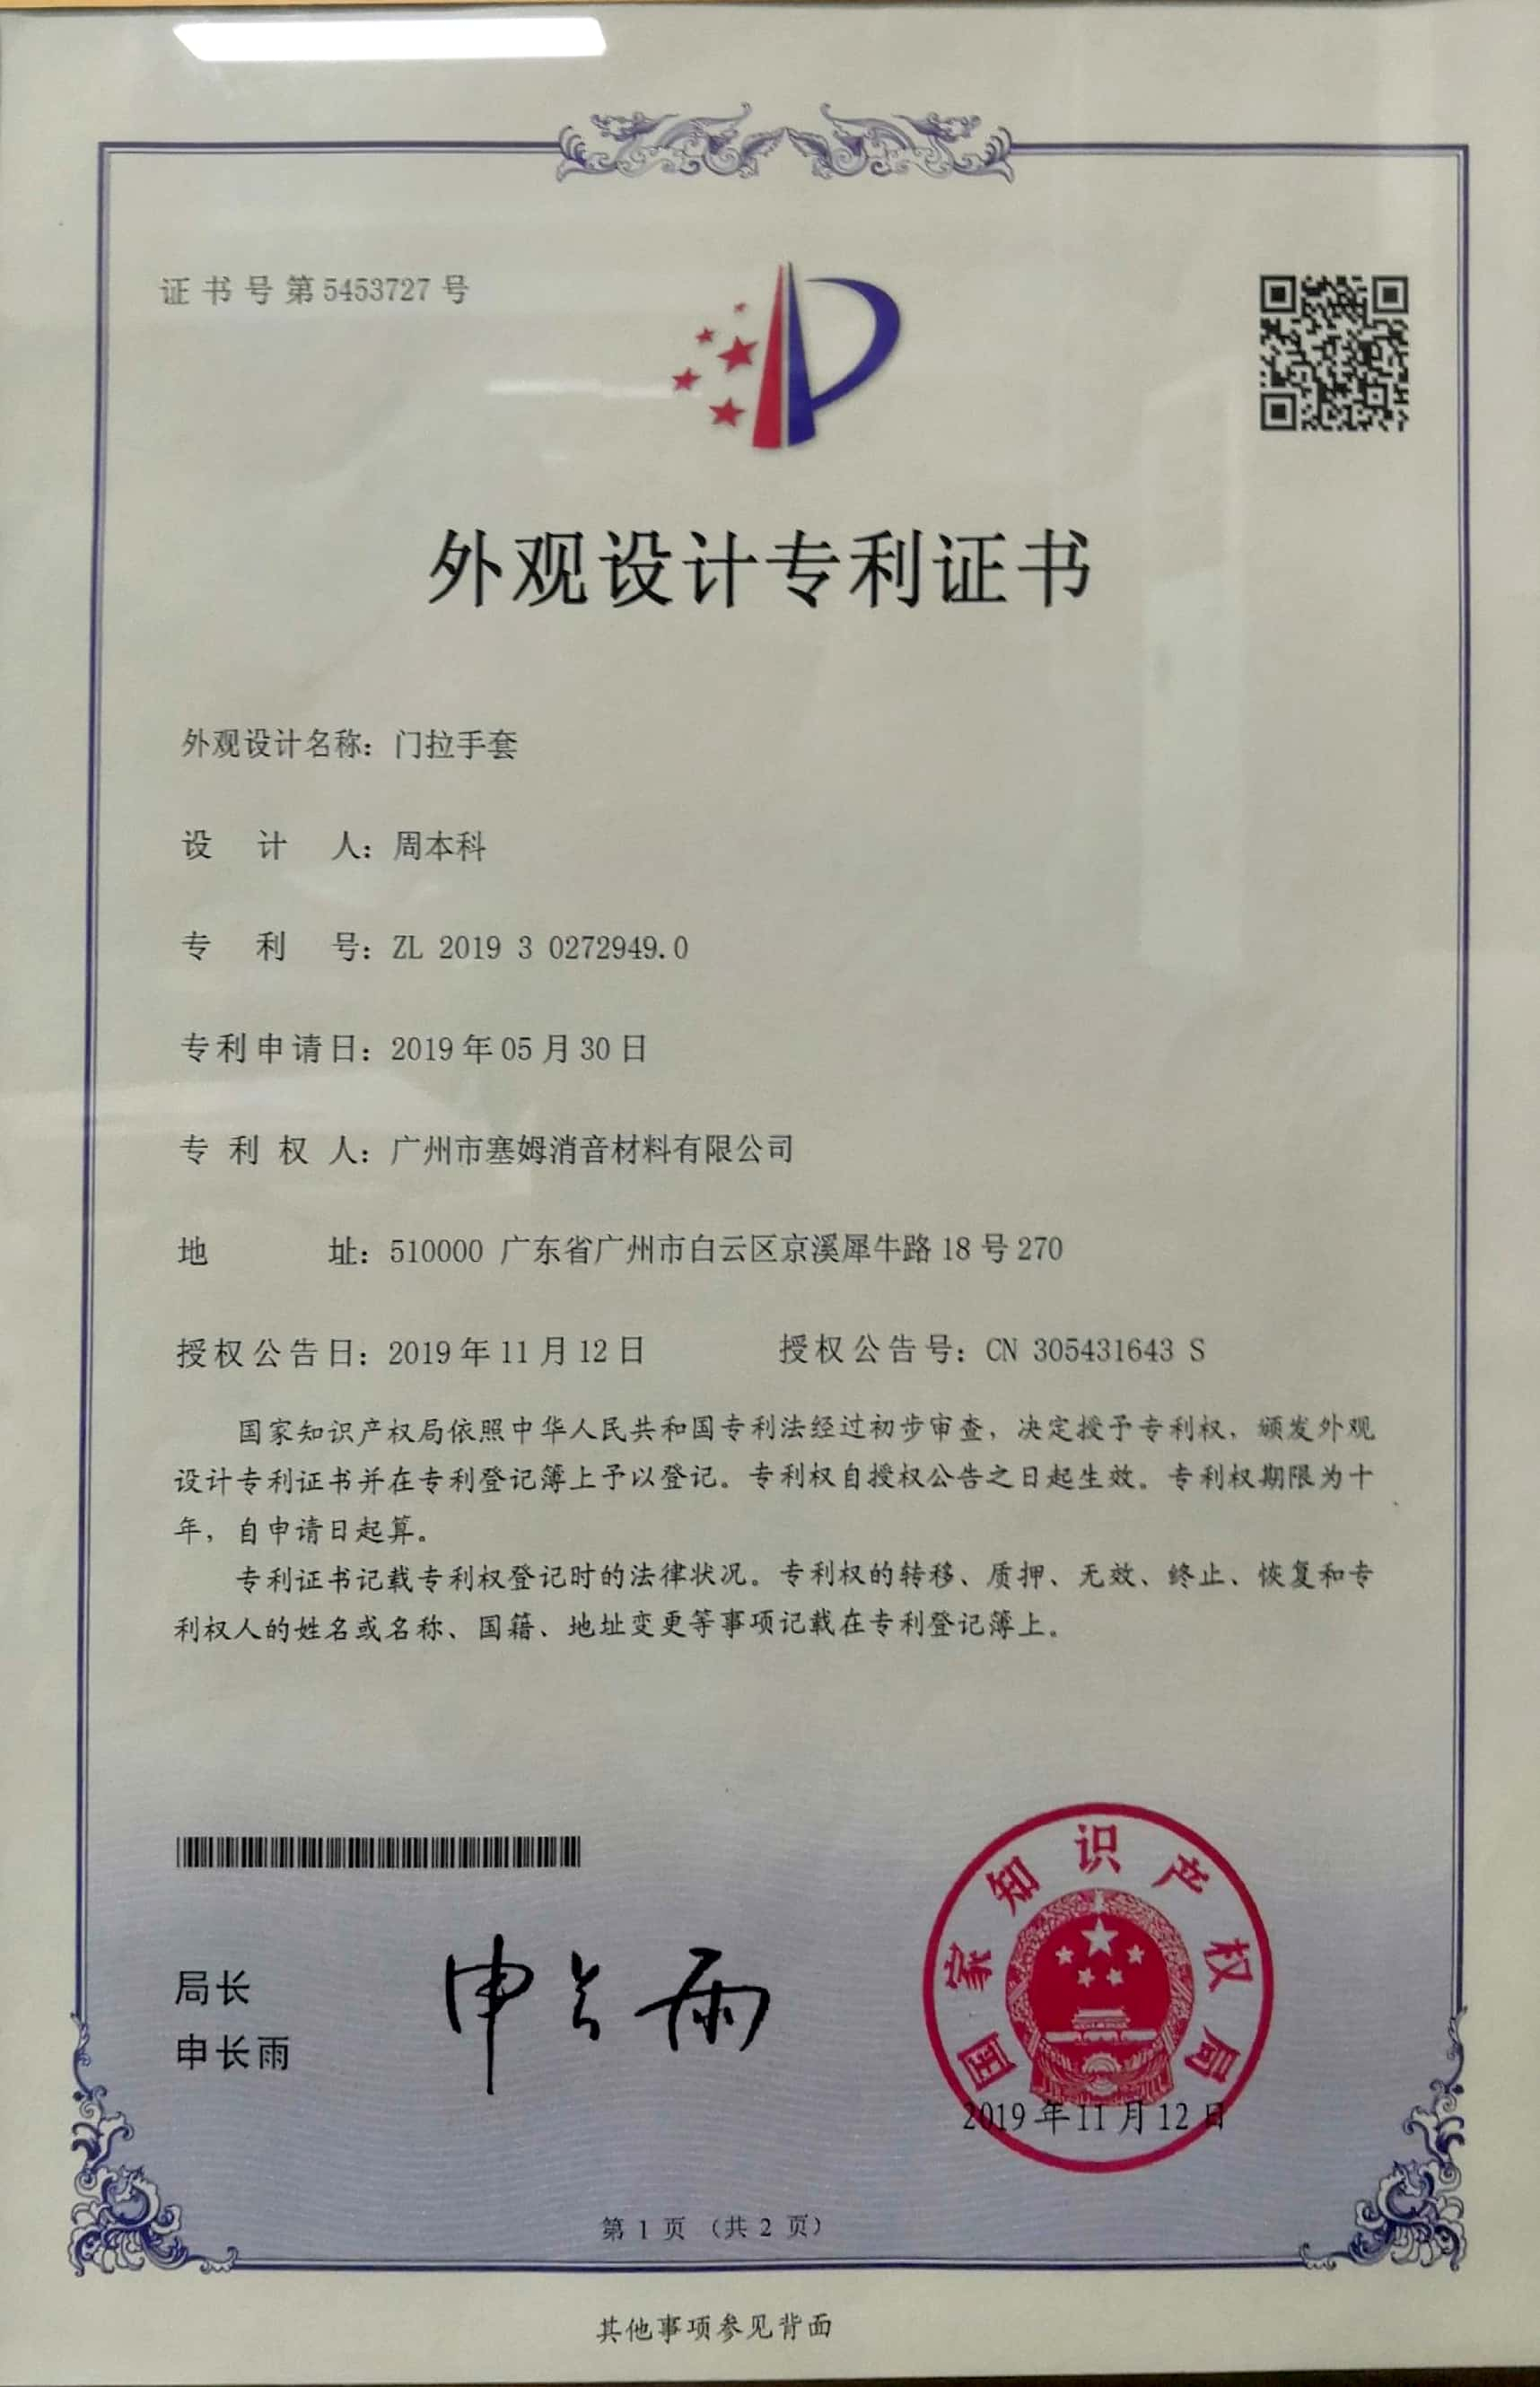 证书号第5453727号
外观设计专利证书
外观设计名称：门拉手套
设计人：周本科
专利号：ZL 2019 3 0272949.0
专利申请日：2019年05月30日
专利权人：广州市塞姆消音材料有限公司
地址：510000 广东省广州市白云区京溪犀牛路18号270
授权公告日：2019年11月12日 授权公告号：CN 305431643 S
国家知识产权局依照中华人民共和国专利法经过初步审查，决定授予专利权，颁发外观
设计专利证书并在专利登记簿上予以登记。专利权自授权公告之日起生效。专利权期限为十
年，自申请日起算。
专利证书记载专利权登记时的法律状况。专利权的转移、质押、无效、终止、恢复和专
利权人的姓名或名称、国籍、地址变更等事项记载在专利登记簿上。
局长
申长雨
申长雨
国家知识产权局
2019年11月12日
第1页（共2页）
其他事项参见背面